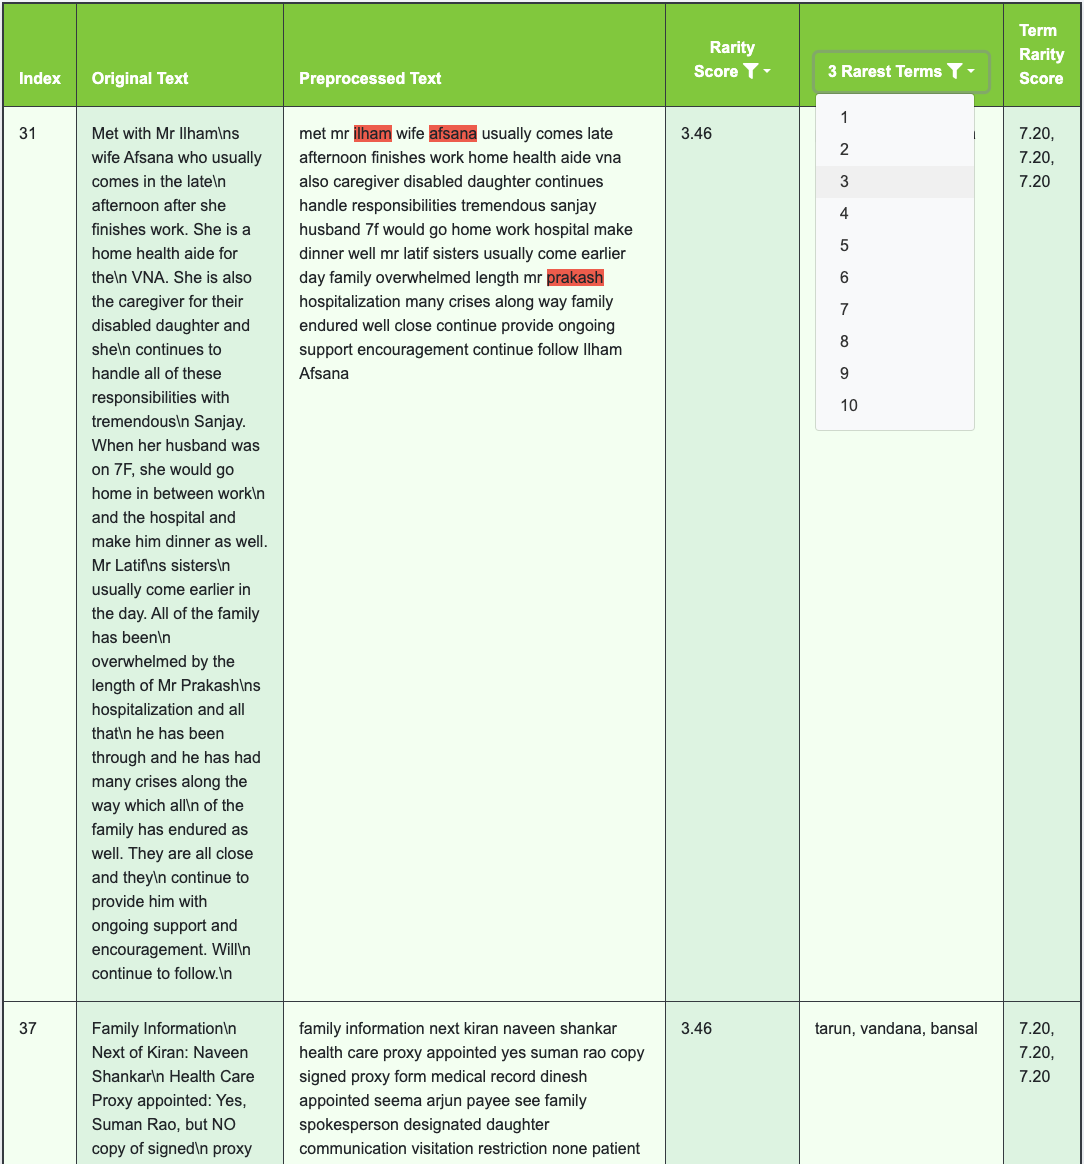 Index
Original Text
Preprocessed Text
Rarity
Score
3 Rarest Terms
Term
Rarity
Score
31
Met with Mr Ilham\ns
wife Afsana who usually
comes in the late\n
afternoon after she
finishes work. She is a
home health aide for
the\n VNA. She is also
the caregiver for their
disabled daughter and
she\n continues to
handle all of these
responsibilities with
tremendous\n Sanjay.
When her husband was
on 7F, she would go
home in between work\n
and the hospital and
make him dinner as well.
Mr Latif\ns sisters\n
usually come earlier in
the day. All of the family
has been\n
overwhelmed by the
length of Mr Prakash\ns
hospitalization and all
that\n he has been
through and he has had
many crises along the
way which all\n of the
family has endured as
well. They are all close
and they\n continue to
provide him with
ongoing support and
encouragement. Will\n
continue to follow.\n
met mr ilham wife afsana usually comes late
afternoon finishes work home health aide vna
also caregiver disabled daughter continues
handle responsibilities tremendous sanjay
husband 7f would go home work hospital make
dinner well mr latif sisters usually come earlier
day family overwhelmed length mr prakash
hospitalization many crises along way family
endured well close continue provide ongoing
support encouragement continue follow Ilham
Afsana
3.46
1
2
3
4
5
6
7
8
9
10
7.20,
7.20,
7.20
37
Family Information\n
Next of Kiran: Naveen
Shankar\n Health Care
Proxy appointed: Yes,
Suman Rao, but NO
copy of signed\n proxy
family information next kiran naveen shankar
health care proxy appointed yes suman rao copy
signed proxy form medical record dinesh
appointed seema arjun payee see family
spokesperson designated daughter
communication visitation restriction none patient
3.46
tarun, vandana, bansal
7.20,
7.20,
7.20